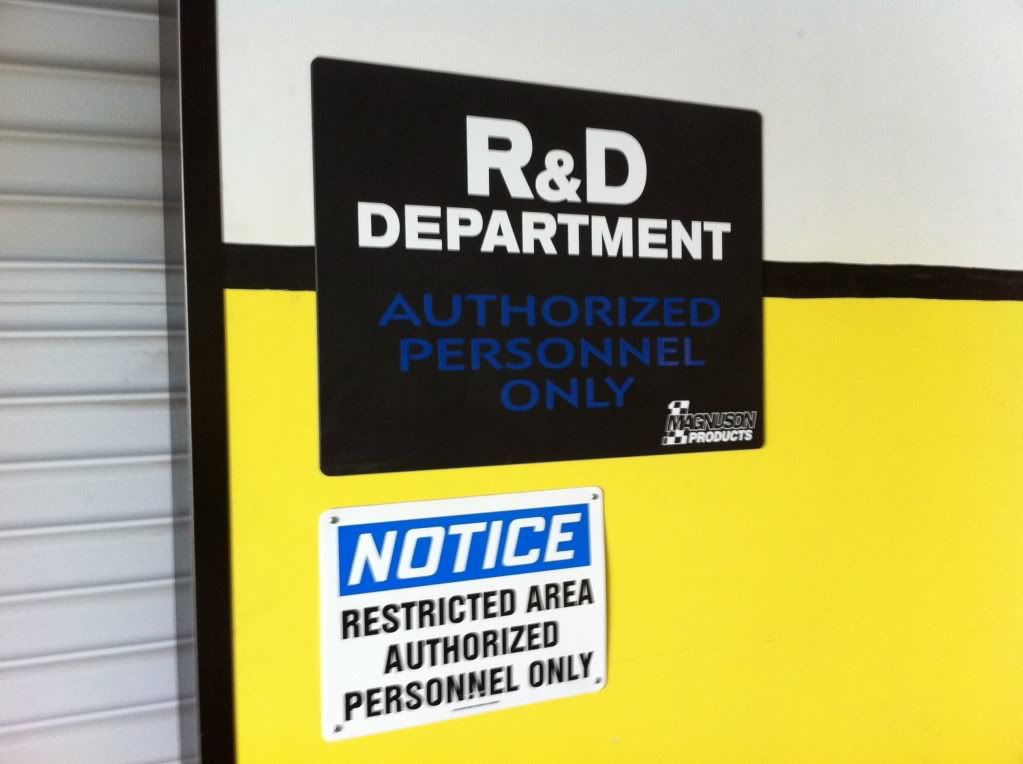 R&D
DEPARTMENT
AUTHORIZED
PERSONNEL
ONLY
MAGNUSON
PRODUCTS
NOTICE
RESTRICTED AREA
AUTHORIZED
PERSONNEL ONLY